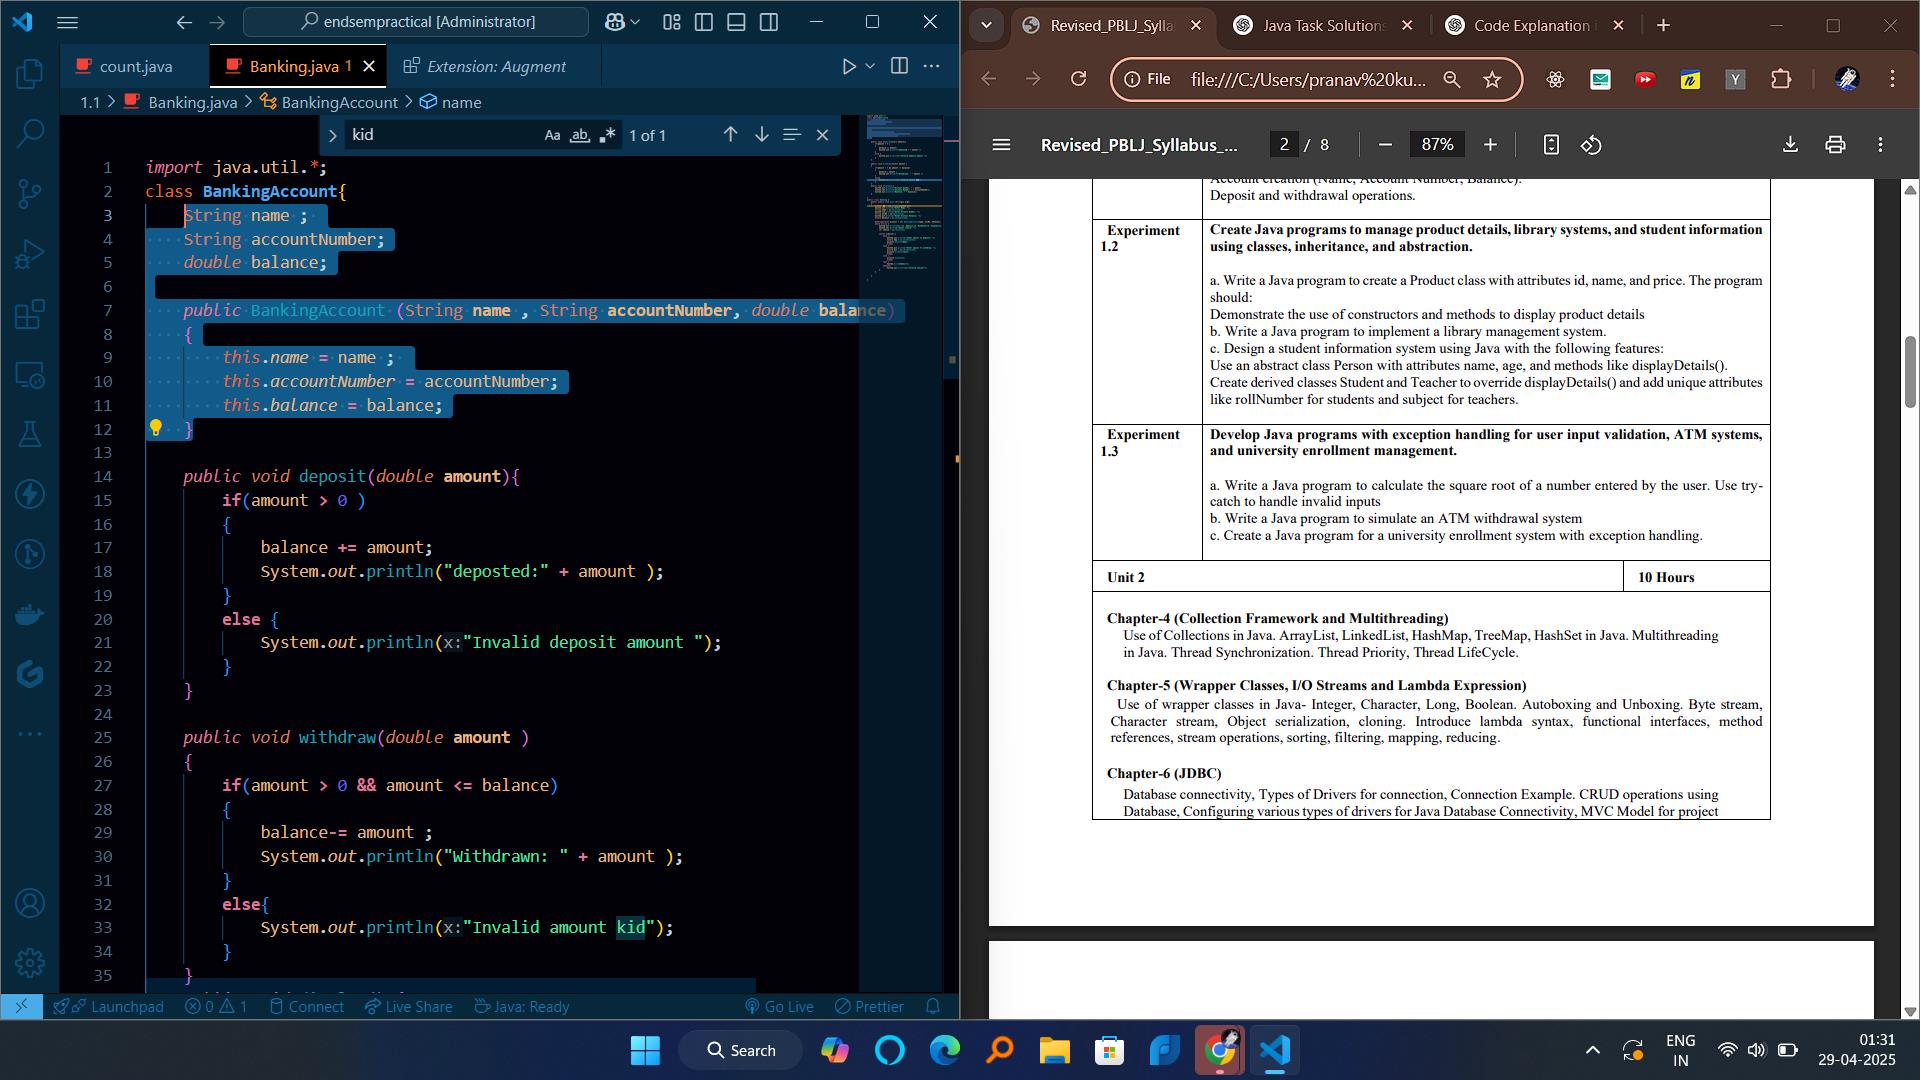 endsempractical [Administrator]
count.java
Banking.java 1
Extension: Augment
1.1 > Banking.java > BankingAccount > name
kid
Aa ab 1 of 1
1 import java.util.*;
2 class BankingAccount{
3 String name ;
4 String accountNumber;
5 double balance;
6
7 public BankingAccount (String name , String accountNumber, double balance)
8 {
9 this.name = name ;
10 this.accountNumber = accountNumber;
11 this.balance = balance;
12 }
13
14 public void deposit(double amount){
15 if(amount > 0 )
16 {
17 balance += amount;
18 System.out.println("deposted:" + amount );
19 }
20 else {
21 System.out.println(x:"Invalid deposit amount ");
22 }
23 }
24
25 public void withdraw(double amount )
26 {
27 if(amount > 0 && amount <= balance)
28 {
29 balance-= amount ;
30 System.out.println("Withdrawn: " + amount );
31 }
32 else{
33 System.out.println(x:"Invalid amount kid");
34 }
35 }
Launchpad 0 1 Connect Live Share Java: Ready Go Live Prettier
Revised_PBLJ_Sylla
Java Task Solutions
Code Explanation
File file:///C:/Users/pranav%20ku...
Revised_PBLJ_Syllabus_... 2 / 8 87%
Account creation (Name, Account Number, Balance).
Deposit and withdrawal operations.
Experiment 1.2
Create Java programs to manage product details, library systems, and student information
using classes, inheritance, and abstraction.
a. Write a Java program to create a Product class with attributes id, name, and price. The program
should:
Demonstrate the use of constructors and methods to display product details
b. Write a Java program to implement a library management system.
c. Design a student information system using Java with the following features:
Use an abstract class Person with attributes name, age, and methods like displayDetails().
Create derived classes Student and Teacher to override displayDetails() and add unique attributes
like rollNumber for students and subject for teachers.
Experiment 1.3
Develop Java programs with exception handling for user input validation, ATM systems,
and university enrollment management.
a. Write a Java program to calculate the square root of a number entered by the user. Use try-
catch to handle invalid inputs
b. Write a Java program to simulate an ATM withdrawal system
c. Create a Java program for a university enrollment system with exception handling.
Unit 2 10 Hours
Chapter-4 (Collection Framework and Multithreading)
Use of Collections in Java. ArrayList, LinkedList, HashMap, TreeMap, HashSet in Java. Multithreading
in Java. Thread Synchronization. Thread Priority, Thread LifeCycle.
Chapter-5 (Wrapper Classes, I/O Streams and Lambda Expression)
Use of wrapper classes in Java- Integer, Character, Long, Boolean. Autoboxing and Unboxing. Byte stream,
Character stream, Object serialization, cloning. Introduce lambda syntax, functional interfaces, method
references, stream operations, sorting, filtering, mapping, reducing.
Chapter-6 (JDBC)
Database connectivity, Types of Drivers for connection, Connection Example. CRUD operations using
Database, Configuring various types of drivers for Java Database Connectivity, MVC Model for project
Search
ENG
IN
01:31
29-04-2025